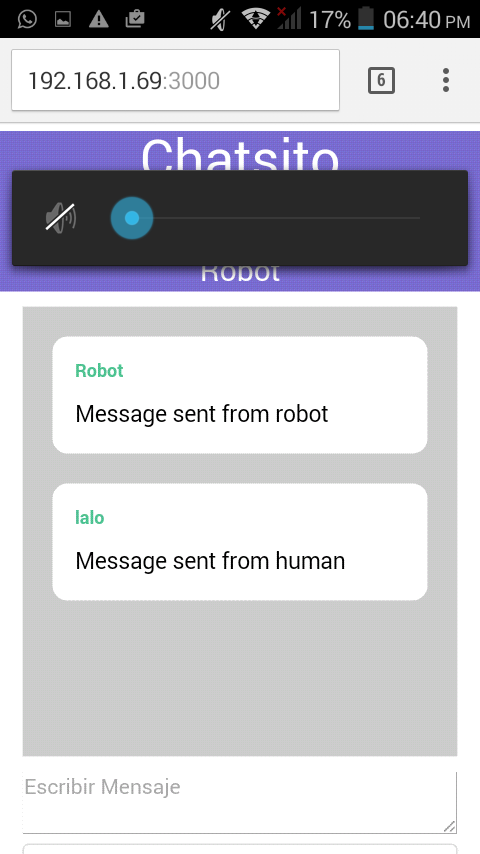 17% 06:40 PM
192.168.1.69:3000
6
Chatsito
Robot
Robot
Message sent from robot
lalo
Message sent from human
Escribir Mensaje